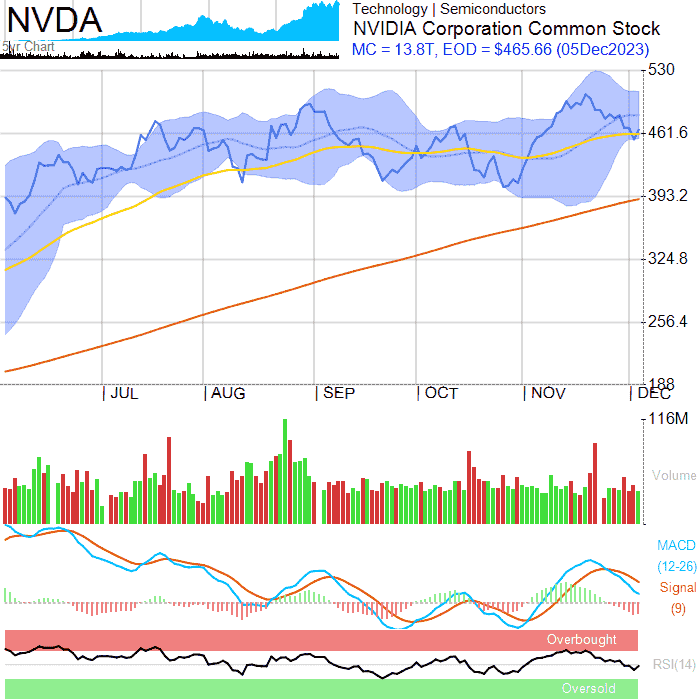 NVDA
5yr Chart
Technology | Semiconductors
NVIDIA Corporation Common Stock
MC = 13.8T, EOD = $465.66 (05Dec2023)
530
461.6
393.2
324.8
256.4
188
JUL
AUG
SEP
OCT
NOV
DEC
116M
Volume
MACD
(12-26)
Signal
(9)
Overbought
RSI(14)
Oversold